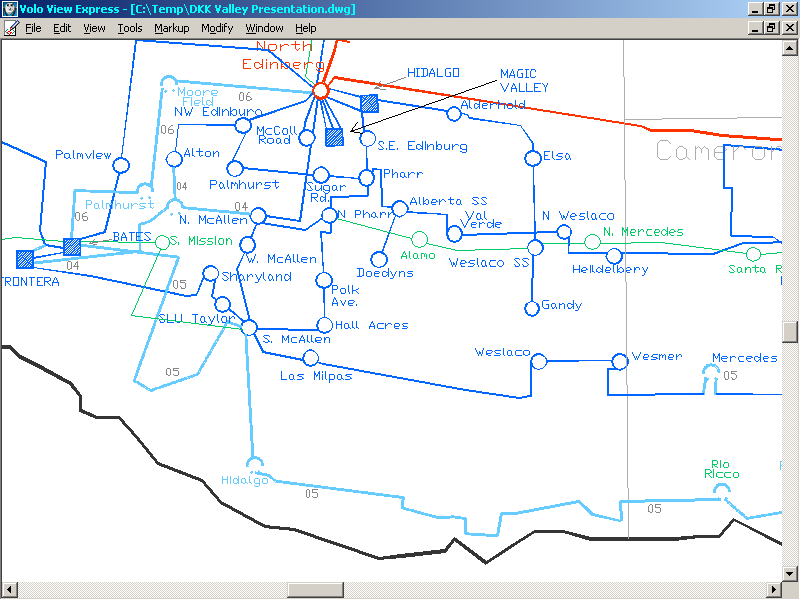 Volo View Express - [C:\Temp\DKK Valley Presentation.dwg]
File Edit View Tools Markup Modify Window Help
North
Edinberg
HIDALGO
MAGIC
VALLEY
Moore
Field
06
NW Edinburg
Alderhold
06
McColl
Road
S.E. Edinburg
Cameron
Palmview
Alton
Elsa
04
Palmhurst
Sugar
Rd.
Pharr
Palmhurst
04
06
N. McAllen
N Pharr
Alberta SS
Val
Verde
N Weslaco
BATES
S. Mission
N. Mercedes
04
W. McAllen
Alamo
Weslaco SS
FRONTERA
Sharyland
Doedyns
Helldelbery
Santa R
05
Polk
Ave.
Gandy
SLU Taylor
Hall Acres
S. McAllen
Weslaco
Wesmer
Mercedes
05
Las Milpas
05
Hidalgo
05
Rio
Ricco
05